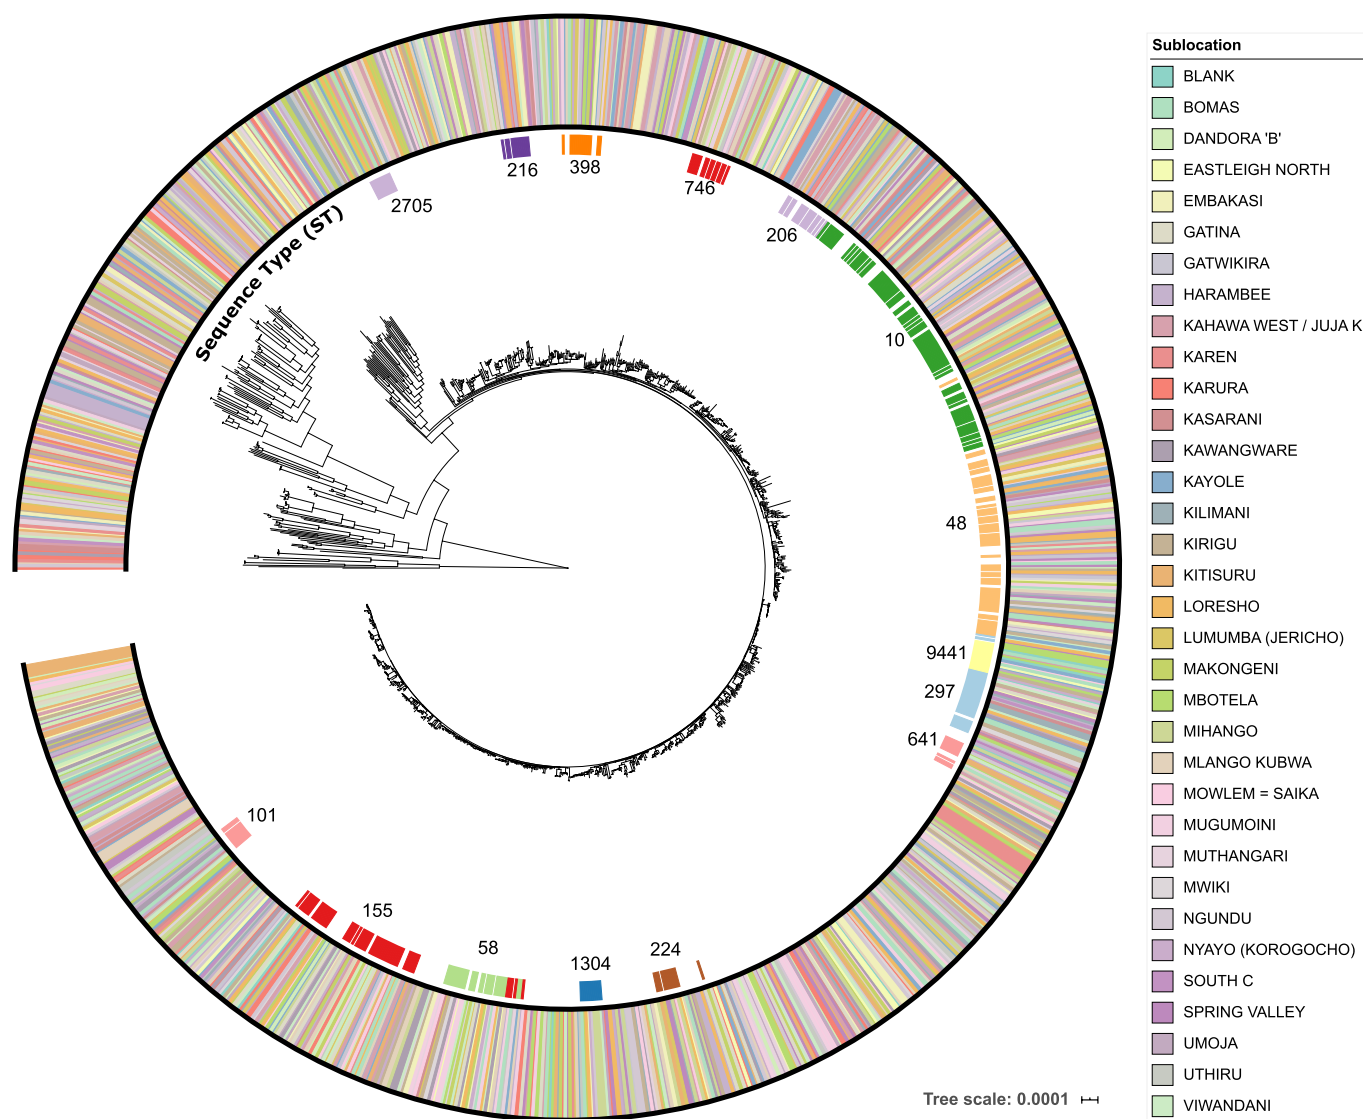 Sublocation
BLANK
BOMAS
DANDORA 'B'
EASTLEIGH NORTH
EMBAKASI
GATINA
GATWIKIRA
HARAMBEE
KAHAWA WEST / JUJA K
KAREN
KARURA
KASARANI
KAWANGWARE
KAYOLE
KILIMANI
KIRIGU
KITISURU
LORESHO
LUMUMBA (JERICHO)
MAKONGENI
MBOTELA
MIHANGO
MLANGO KUBWA
MOWLEM = SAIKA
MUGUMOINI
MUTHANGARI
MWIKI
NGUNDU
NYAYO (KOROGOCHO)
SOUTH C
SPRING VALLEY
UMOJA
UTHIRU
VIWANDANI
Sequence Type (ST)
2705
216
398
746
206
10
48
9441
297
641
224
1304
58
155
101
Tree scale: 0.0001